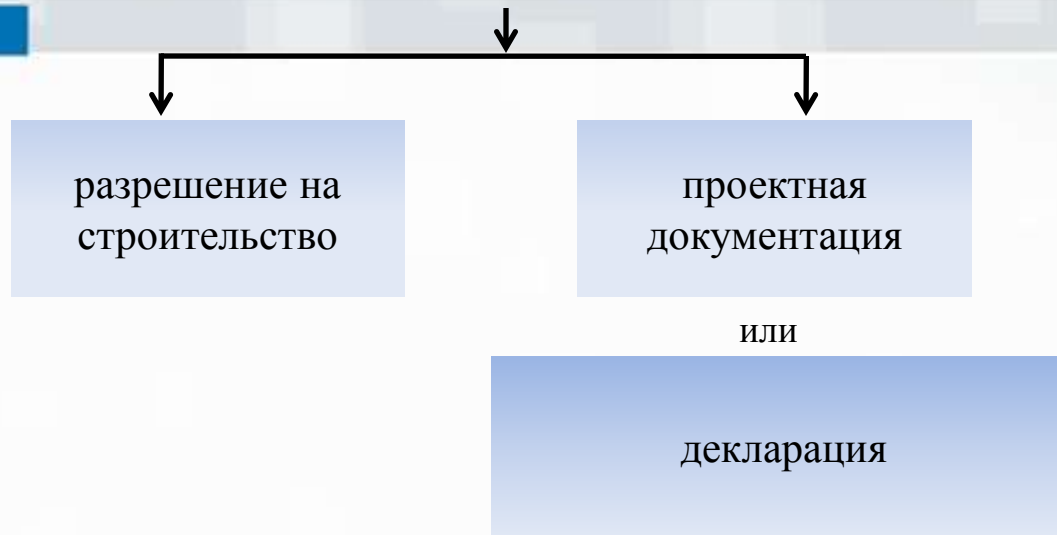 разрешение на
строительство
проектная
документация
или
декларация